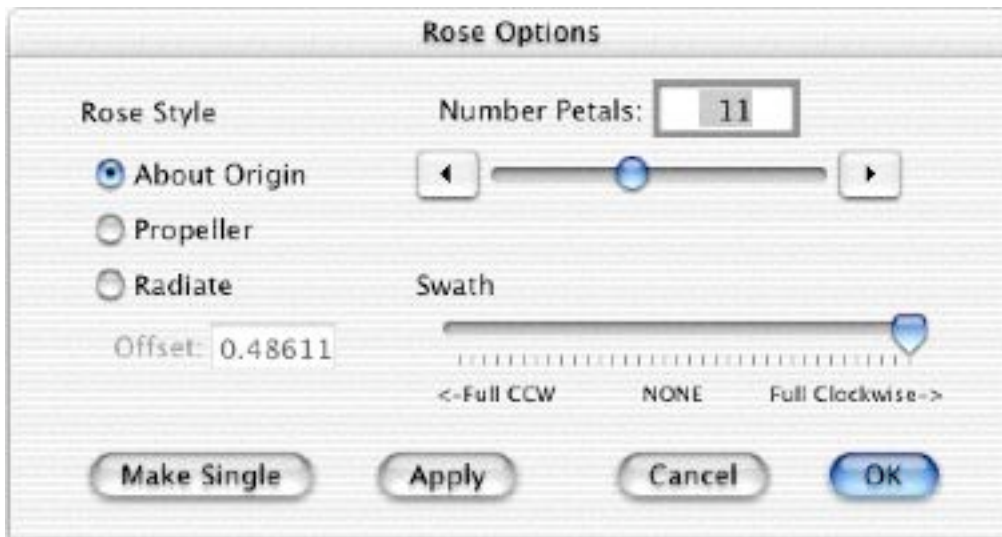 Rose Options
Rose Style
Number Petals: 11
About Origin
Propeller
Radiate
Offset: 0.48611
Swath
<-Full CCW NONE Full Clockwise->
Make Single Apply Cancel OK